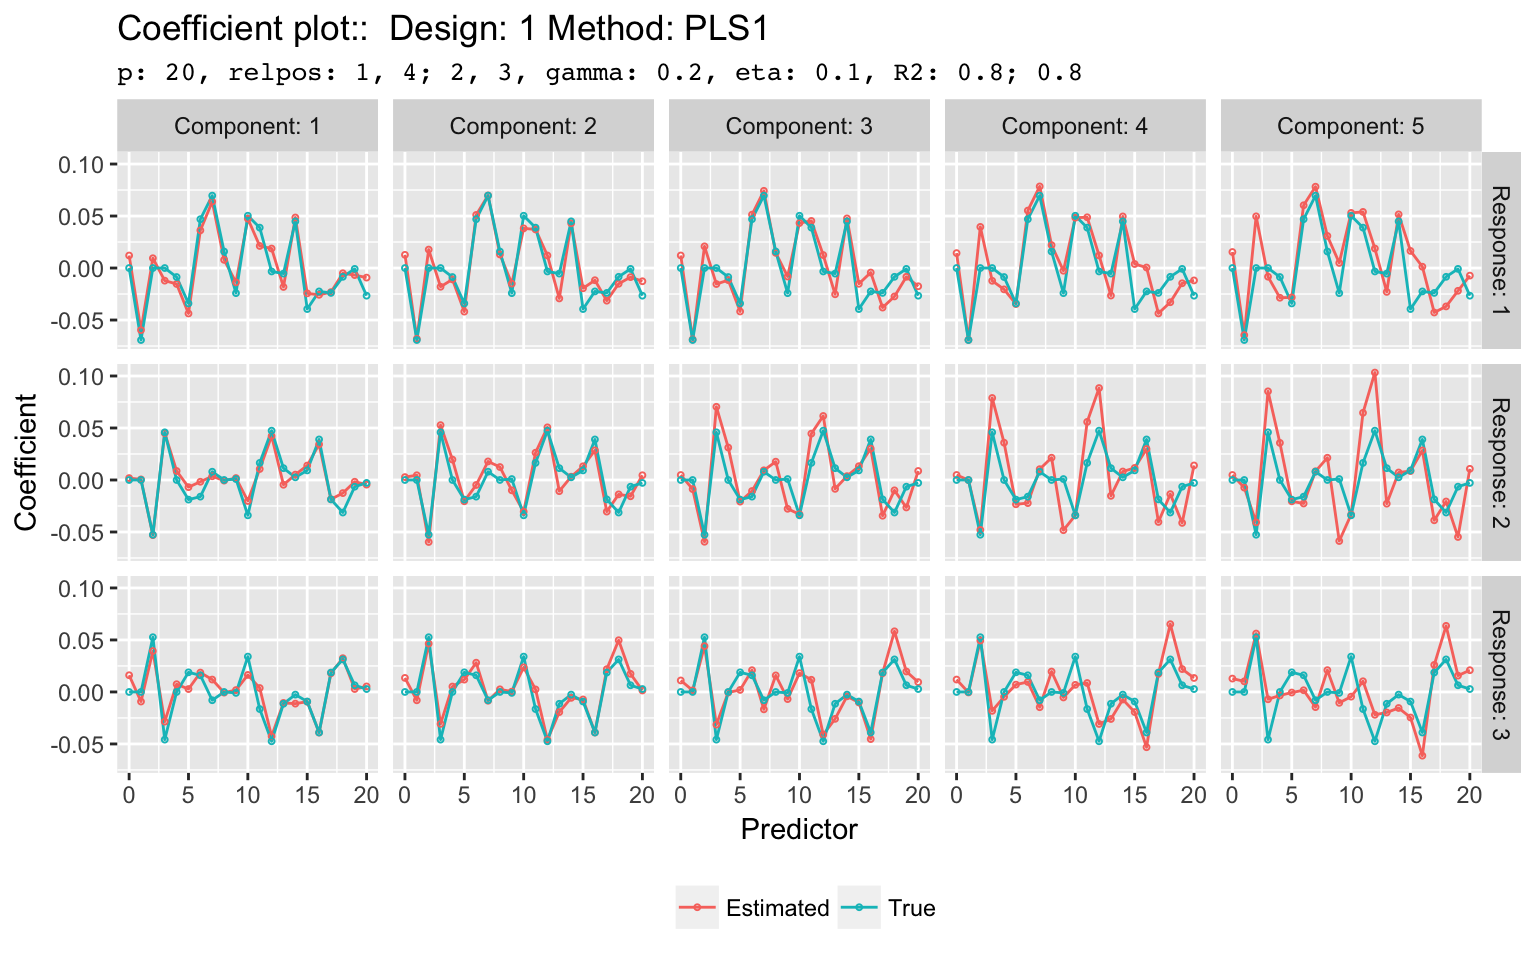 Coefficient plot::  Design: 1 Method: PLS1
p: 20, relpos: 1, 4; 2, 3, gamma: 0.2, eta: 0.1, R2: 0.8; 0.8
Component: 1 Component: 2 Component: 3 Component: 4 Component: 5
0.10
0.05
0.00
-0.05
Response: 1
0.10
0.05
0.00
-0.05
Response: 2
0.10
0.05
0.00
-0.05
Response: 3
Coefficient
0 5 10 15 20 0 5 10 15 20 0 5 10 15 20 0 5 10 15 20 0 5 10 15 20
Predictor
Estimated True